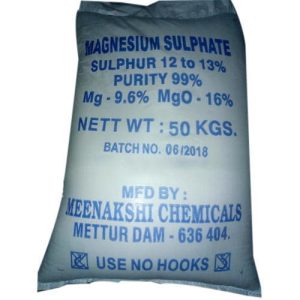 MAGNESIUM SULPHATE
SULPHUR 12 to 13%
PURITY 99%
Mg - 9.6% MgO - 16%
NETT WT : 50 KGS.
BATCH NO. 06/2018
MFD BY :
MEENAKSHI CHEMICALS
METTUR DAM - 636 404.
USE NO HOOKS